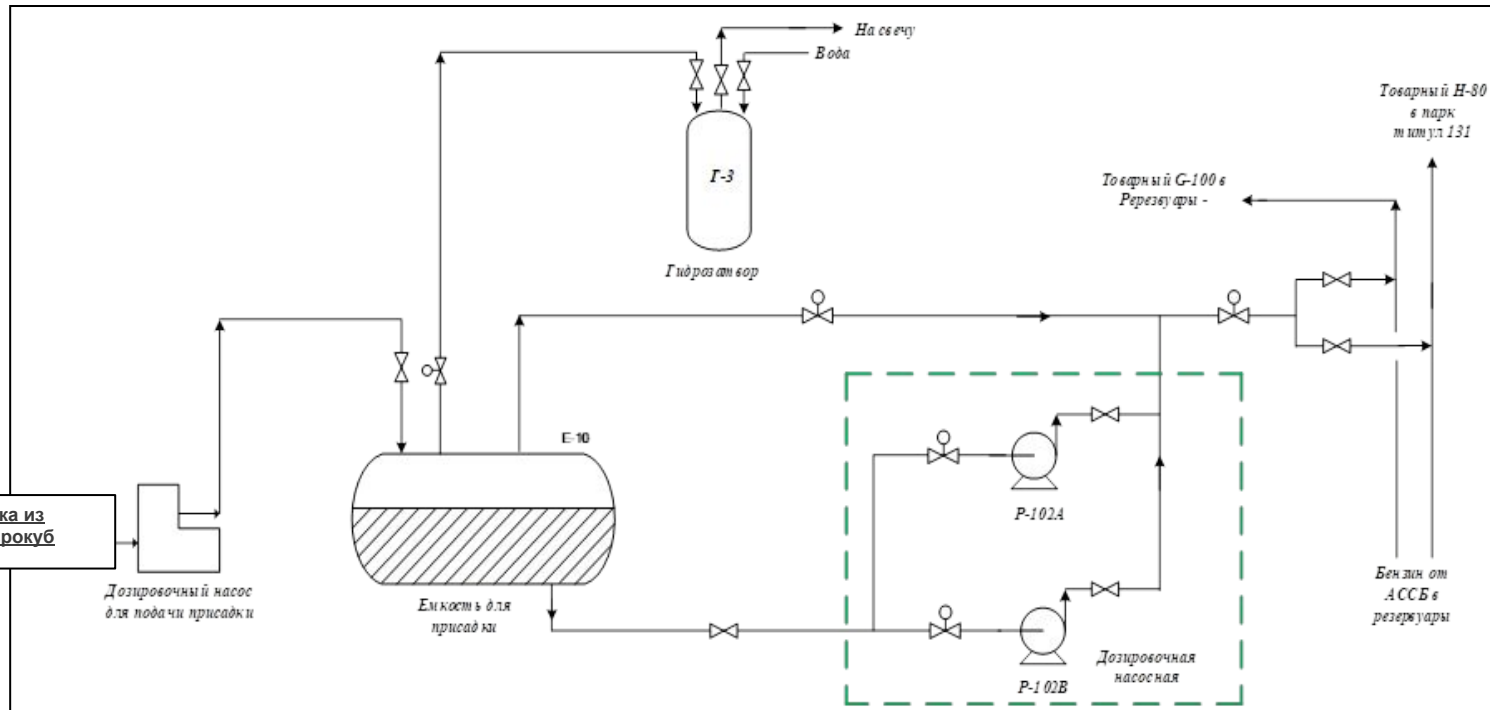 На свечу
Вода
Товарный Н-80
в парк
титул 131
Товарный G-100 в
Ререзвуары -
Г-3
Гидрозатвор
Е-10
ка из
рокуб
Дозировочный насос
для подачи присадки
Емкость для
присадки
Р-102А
Р-102В
Дозировочная
насосная
Бензин от
АССБ в
резервуары